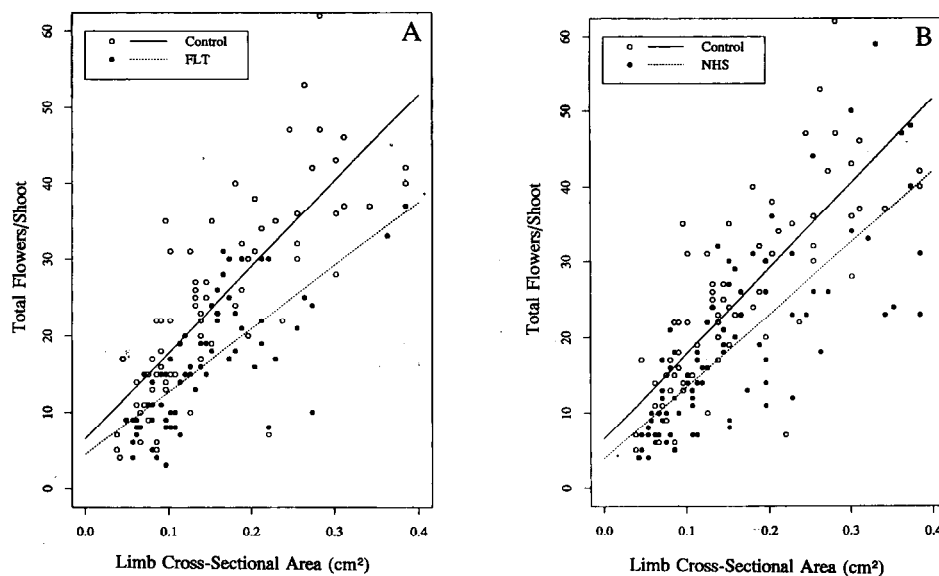 A
Control
FLT
Total Flowers/Shoot
0 10 20 30 40 50 60
0.0 0.1 0.2 0.3 0.4
Limb Cross-Sectional Area (cm²)
B
Control
NHS
Total Flowers/Shoot
0 10 20 30 40 50 60
0.0 0.1 0.2 0.3 0.4
Limb Cross-Sectional Area (cm²)